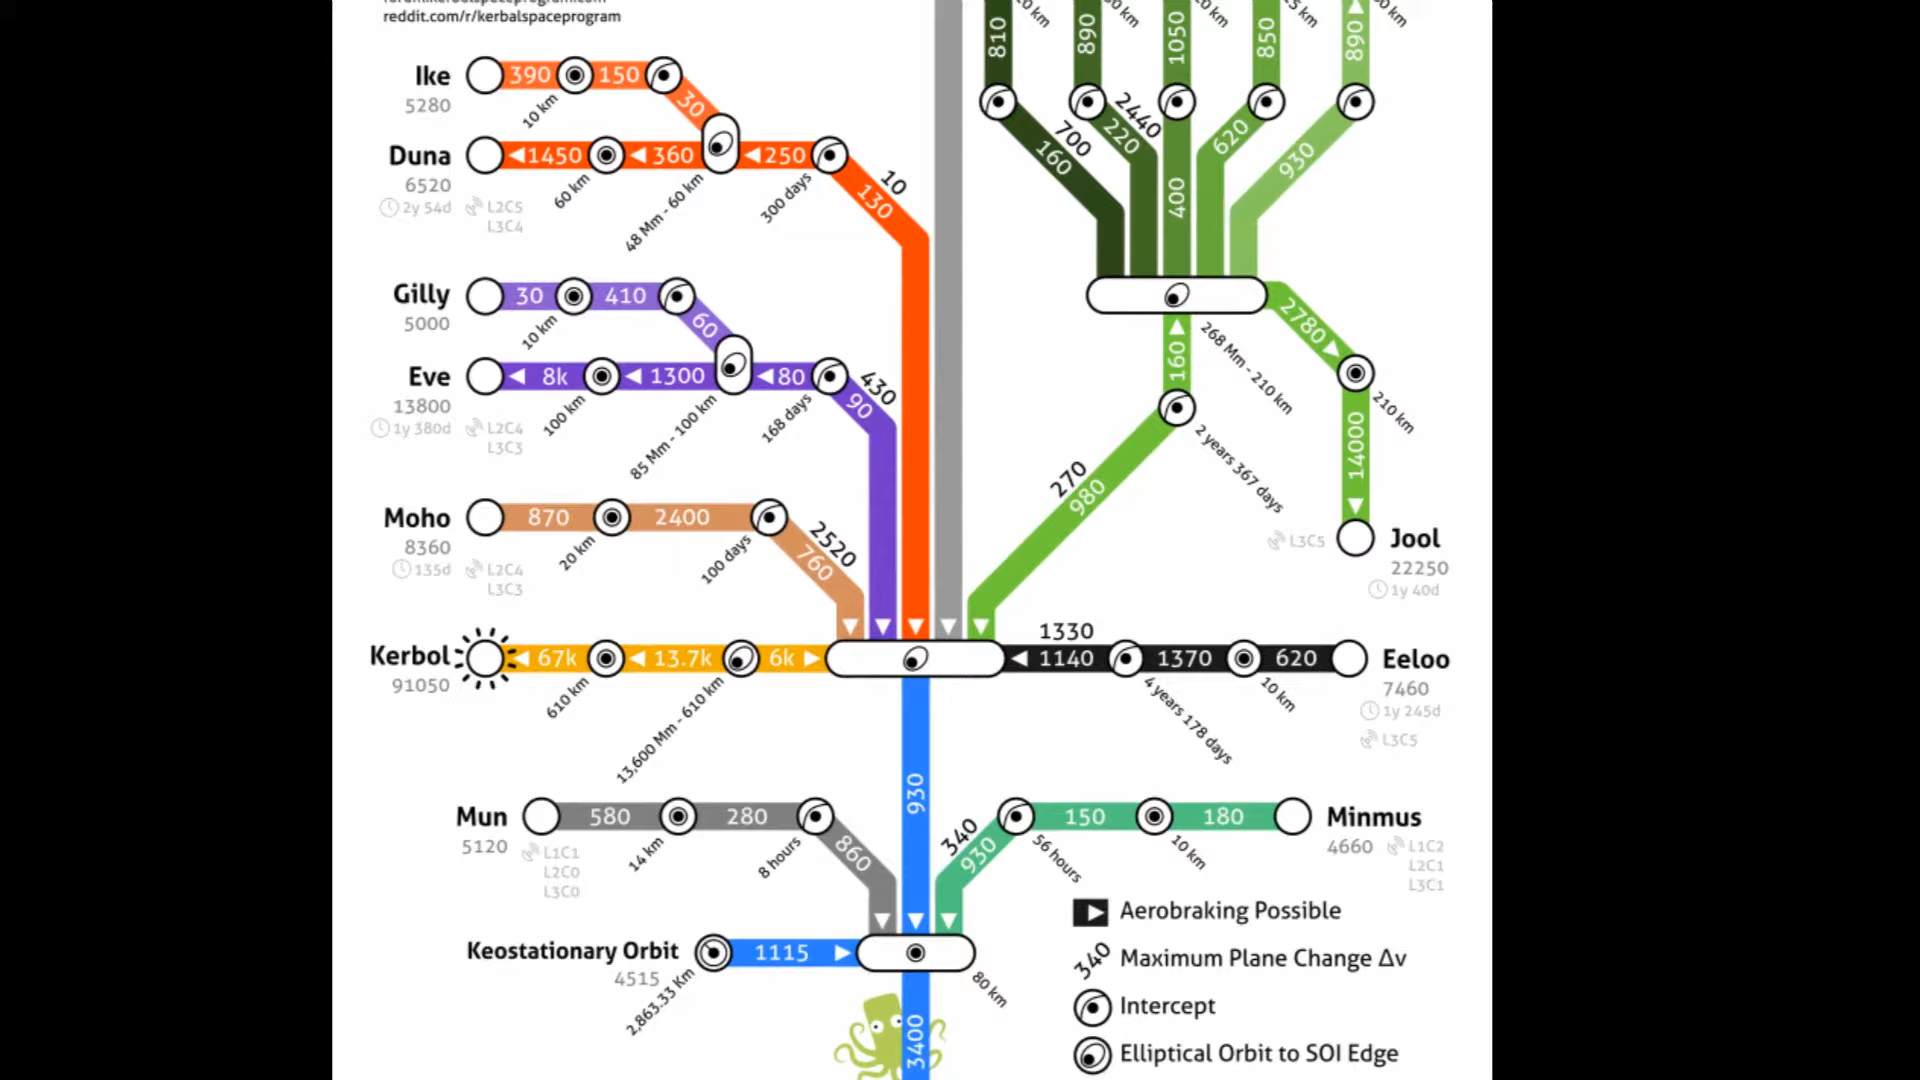 reddit.com/r/kerbalspaceprogram
810
890
1050
850
890
Ike
5280
390
150
30
10 km
Duna
6520
2y 54d
L2C5
L3C4
1450
360
250
60 km
48 Mm - 60 km
300 days
10
130
700
160
2440
220
400
620
930
Gilly
5000
30
410
60
10 km
Eve
13800
1y 380d
L2C4
L3C3
8k
1300
80
100 km
85 Mm - 100 km
168 days
430
90
268 Mm - 210 km
2780
160
210 km
2 years 367 days
14000
270
980
Moho
8360
135d
L2C4
L3C3
870
2400
20 km
100 days
2520
760
L3C5
Jool
22250
1y 40d
Kerbol
91050
67k
13.7k
6k
610 km
13,600 Mm - 610 km
1330
1140
1370
620
Eeloo
7460
1y 245d
L3C5
4 years 178 days
10 km
930
Mun
5120
L1C1
L2C0
L3C0
580
280
860
14 km
8 hours
340
930
150
180
56 hours
10 km
Minmus
4660
L1C2
L2C1
L3C1
Keostationary Orbit
4515
1115
2,863.33 Km
80 km
3400
Aerobraking Possible
340 Maximum Plane Change Δv
Intercept
Elliptical Orbit to SOI Edge